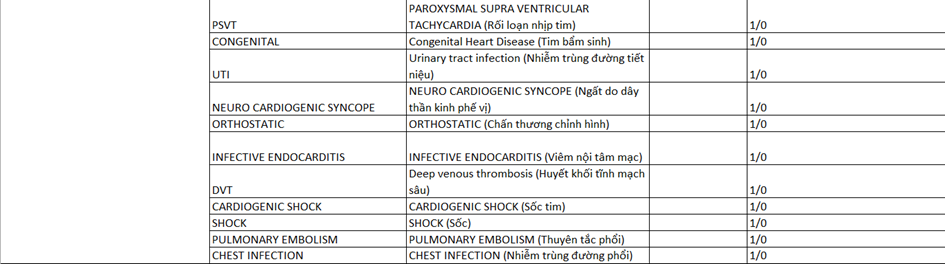 PAROXYSMAL SUPRA VENTRICULAR
PSVT TACHYCARDIA (Rối loạn nhịp tim) 1/0
CONGENITAL Congenital Heart Disease (Tim bẩm sinh) 1/0
Urinary tract infection (Nhiễm trùng đường tiết
UTI niệu) 1/0
NEURO CARDIOGENIC SYNCOPE (Ngất do dây
NEURO CARDIOGENIC SYNCOPE thần kinh phế vị) 1/0
ORTHOSTATIC ORTHOSTATIC (Chấn thương chỉnh hình) 1/0
INFECTIVE ENDOCARDITIS INFECTIVE ENDOCARDITIS (Viêm nội tâm mạc) 1/0
Deep venous thrombosis (Huyết khối tĩnh mạch
DVT sâu) 1/0
CARDIOGENIC SHOCK CARDIOGENIC SHOCK (Sốc tim) 1/0
SHOCK SHOCK (Sốc) 1/0
PULMONARY EMBOLISM PULMONARY EMBOLISM (Thuyên tắc phổi) 1/0
CHEST INFECTION CHEST INFECTION (Nhiễm trùng đường phổi) 1/0